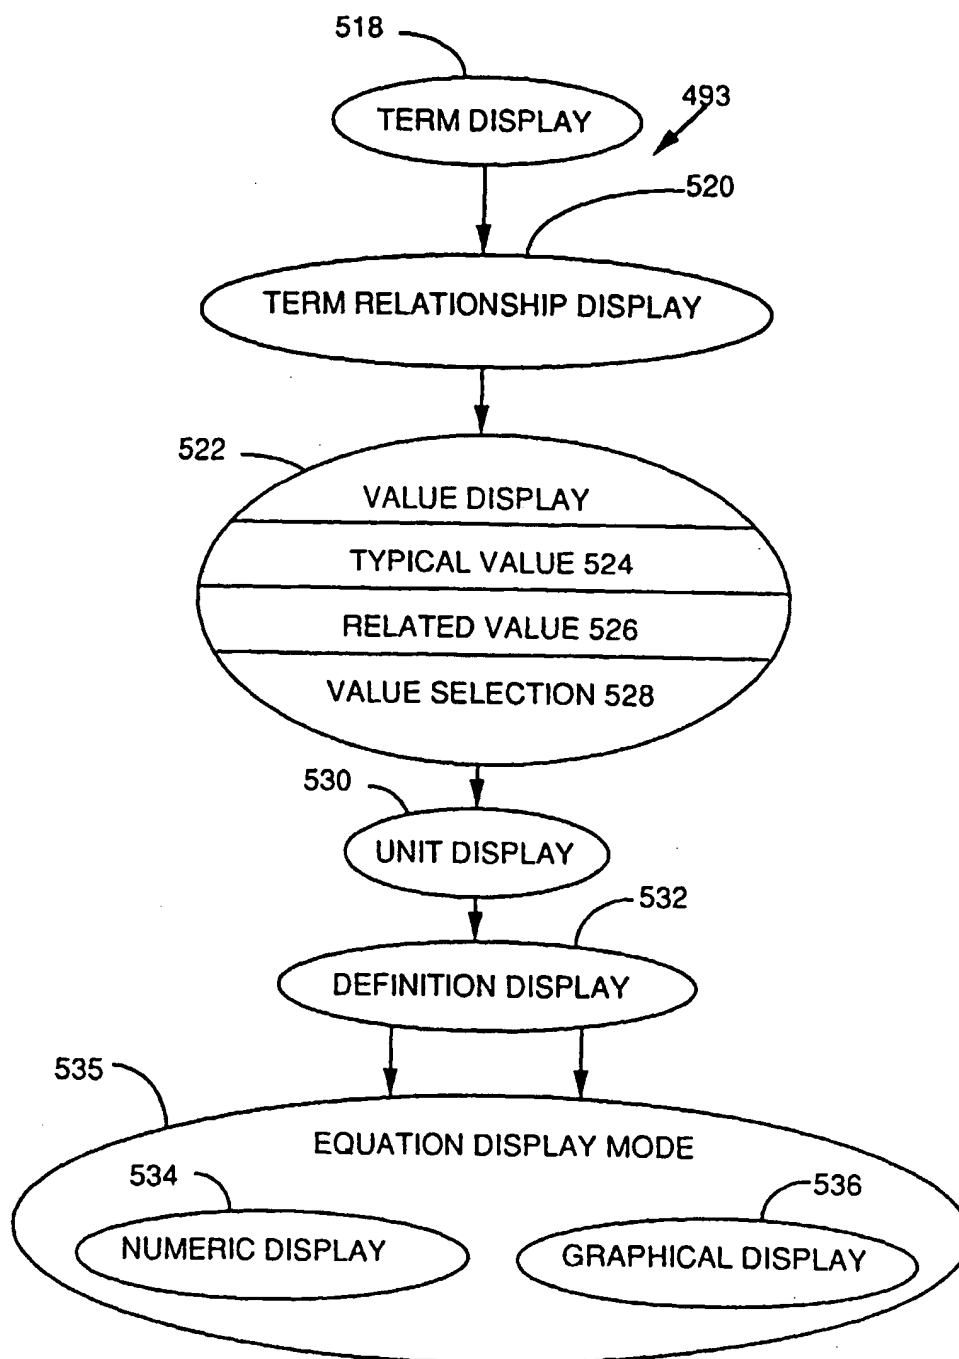 518
TERM DISPLAY
493
520
TERM RELATIONSHIP DISPLAY
522
VALUE DISPLAY
TYPICAL VALUE 524
RELATED VALUE 526
VALUE SELECTION 528
530
UNIT DISPLAY
532
DEFINITION DISPLAY
535
EQUATION DISPLAY MODE
534
536
NUMERIC DISPLAY
GRAPHICAL DISPLAY